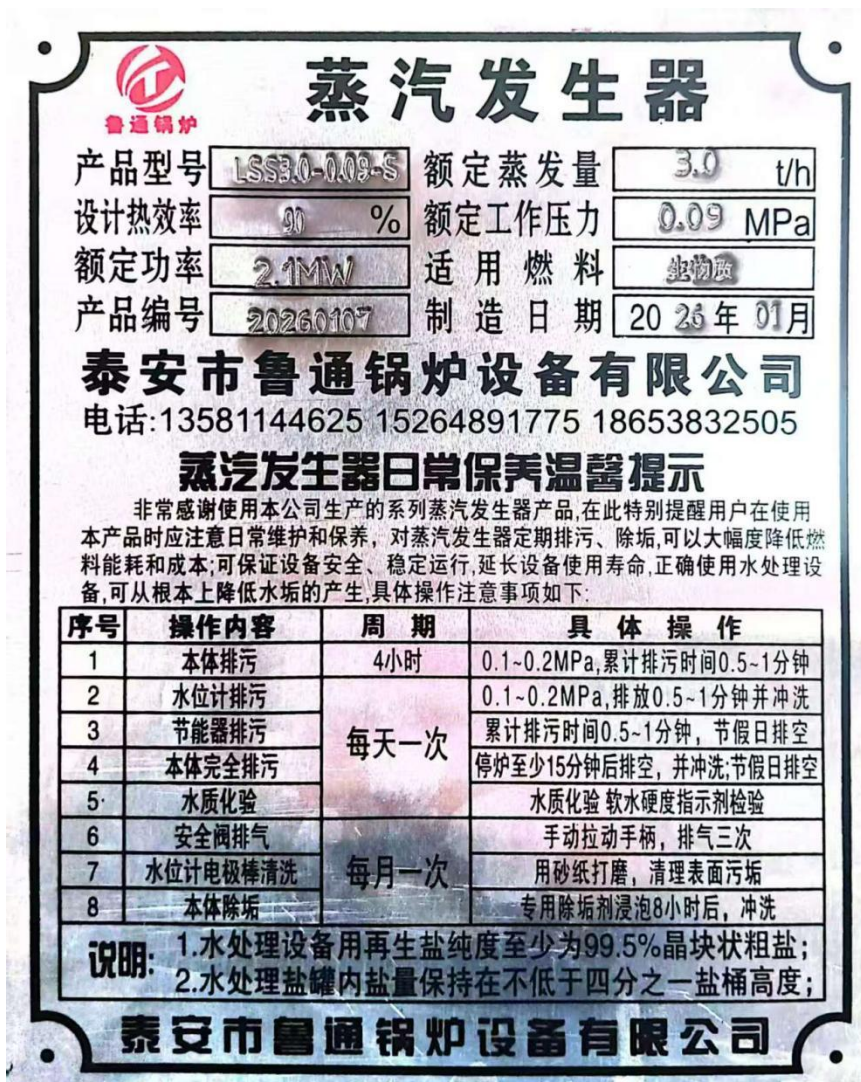 鲁通锅炉
蒸汽发生器
产品型号 LSS3.0-0.09-S 额定蒸发量 3.0 t/h
设计热效率 90 % 额定工作压力 0.09 MPa
额定功率 2.1MW 适用燃料 生物质
产品编号 20260107 制造日期 2026年01月
泰安市鲁通锅炉设备有限公司
电话:13581144625 15264891775 18653832505
蒸汽发生器日常保养温馨提示
非常感谢使用本公司生产的系列蒸汽发生器产品,在此特别提醒用户在使用
本产品时应注意日常维护和保养，对蒸汽发生器定期排污、除垢,可以大幅度降低燃
料能耗和成本;可保证设备安全、稳定运行,延长设备使用寿命,正确使用水处理设
备,可从根本上降低水垢的产生,具体操作注意事项如下:
序号 操作内容 周期 具体操作
1 本体排污 4小时 0.1~0.2MPa,累计排污时间0.5~1分钟
2 水位计排污 每天一次 0.1~0.2MPa,排放0.5~1分钟并冲洗
3 节能器排污 累计排污时间0.5~1分钟，节假日排空
4 本体完全排污 停炉至少15分钟后排空，并冲洗;节假日排空
5 水质化验 水质化验 软水硬度指示剂检验
6 安全阀排气 每月一次 手动拉动手柄，排气三次
7 水位计电极棒清洗 用砂纸打磨，清理表面污垢
8 本体除垢 专用除垢剂浸泡8小时后，冲洗
说明: 1.水处理设备用再生盐纯度至少为99.5%晶块状粗盐;
2.水处理盐罐内盐量保持在不低于四分之一盐桶高度;
泰安市鲁通锅炉设备有限公司